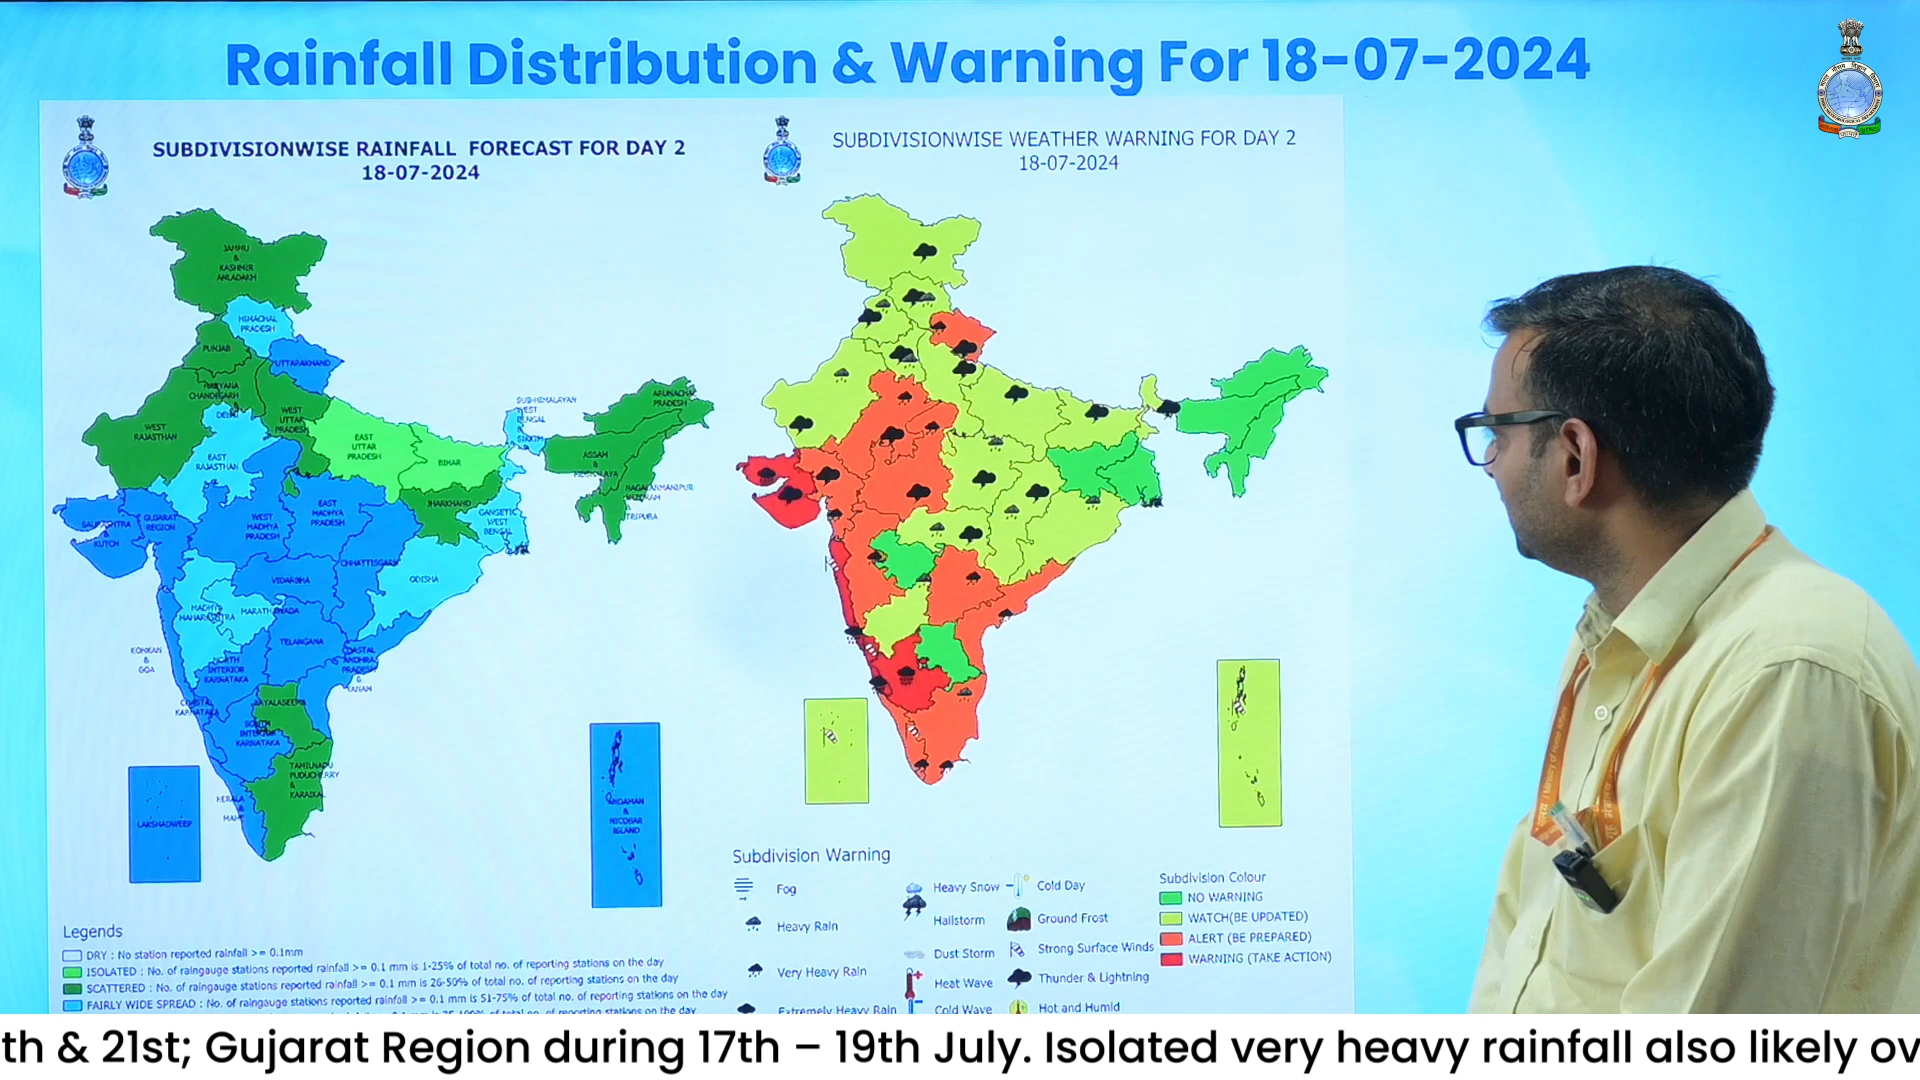 Rainfall Distribution & Warning For 18-07-2024
SUBDIVISIONWISE RAINFALL FORECAST FOR DAY 2
18-07-2024
JAMMU
&
KASHMIR
HIMACHAL
PRADESH
PUNJAB
UTTARAKHAND
HARYANA
CHANDIGARH
DELHI
WEST
UTTAR
PRADESH
WEST
RAJASTHAN
EAST
RAJASTHAN
EAST
UTTAR
PRADESH
BIHAR
SUB-HIMALAYAN
WEST
BENGAL
&
SIKKIM
ARUNACHAL
PRADESH
ASSAM
&
TRIPURA
JHARKHAND
GANGETIC
WEST
BENGAL
SAURASHTRA
&
KUTCH
GUJARAT
REGION
WEST
MADHYA
PRADESH
EAST
MADHYA
PRADESH
CHHATTISGARH
ODISHA
VIDARBHA
MADHYA
MAHARASHTRA
MARATHWADA
TELANGANA
KONKAN
&
GOA
NORTH
INTERIOR
KARNATAKA
COASTAL
ANDHRA
PRADESH
&
YANAM
COASTAL
KARNATAKA
RAYALASEEMA
SOUTH
INTERIOR
KARNATAKA
TAMILNADU
PUDUCHERRY
&
KARAIKAL
KERALA
&
MAHE
LAKSHADWEEP
ANDAMAN
&
NICOBAR
ISLAND
Legends
DRY : No station reported rainfall >= 0.1mm
ISOLATED : No. of raingauge stations reported rainfall >= 0.1 mm is 1-25% of total no. of reporting stations on the day
SCATTERED : No. of raingauge stations reported rainfall >= 0.1 mm is 26-50% of total no. of reporting stations on the day
FAIRLY WIDE SPREAD : No. of raingauge stations reported rainfall >= 0.1 mm is 51-75% of total no. of reporting stations on the day
SUBDIVISIONWISE WEATHER WARNING FOR DAY 2
18-07-2024
Subdivision Warning
Fog
Heavy Rain
Very Heavy Rain
Extremely Heavy Rain
Heavy Snow
Hailstorm
Dust Storm
Heat Wave
Cold Wave
Cold Day
Ground Frost
Strong Surface Winds
Thunder & Lightning
Hot and Humid
Subdivision Colour
NO WARNING
WATCH(BE UPDATED)
ALERT (BE PREPARED)
WARNING (TAKE ACTION)
th & 21st; Gujarat Region during 17th – 19th July. Isolated very heavy rainfall also likely ov